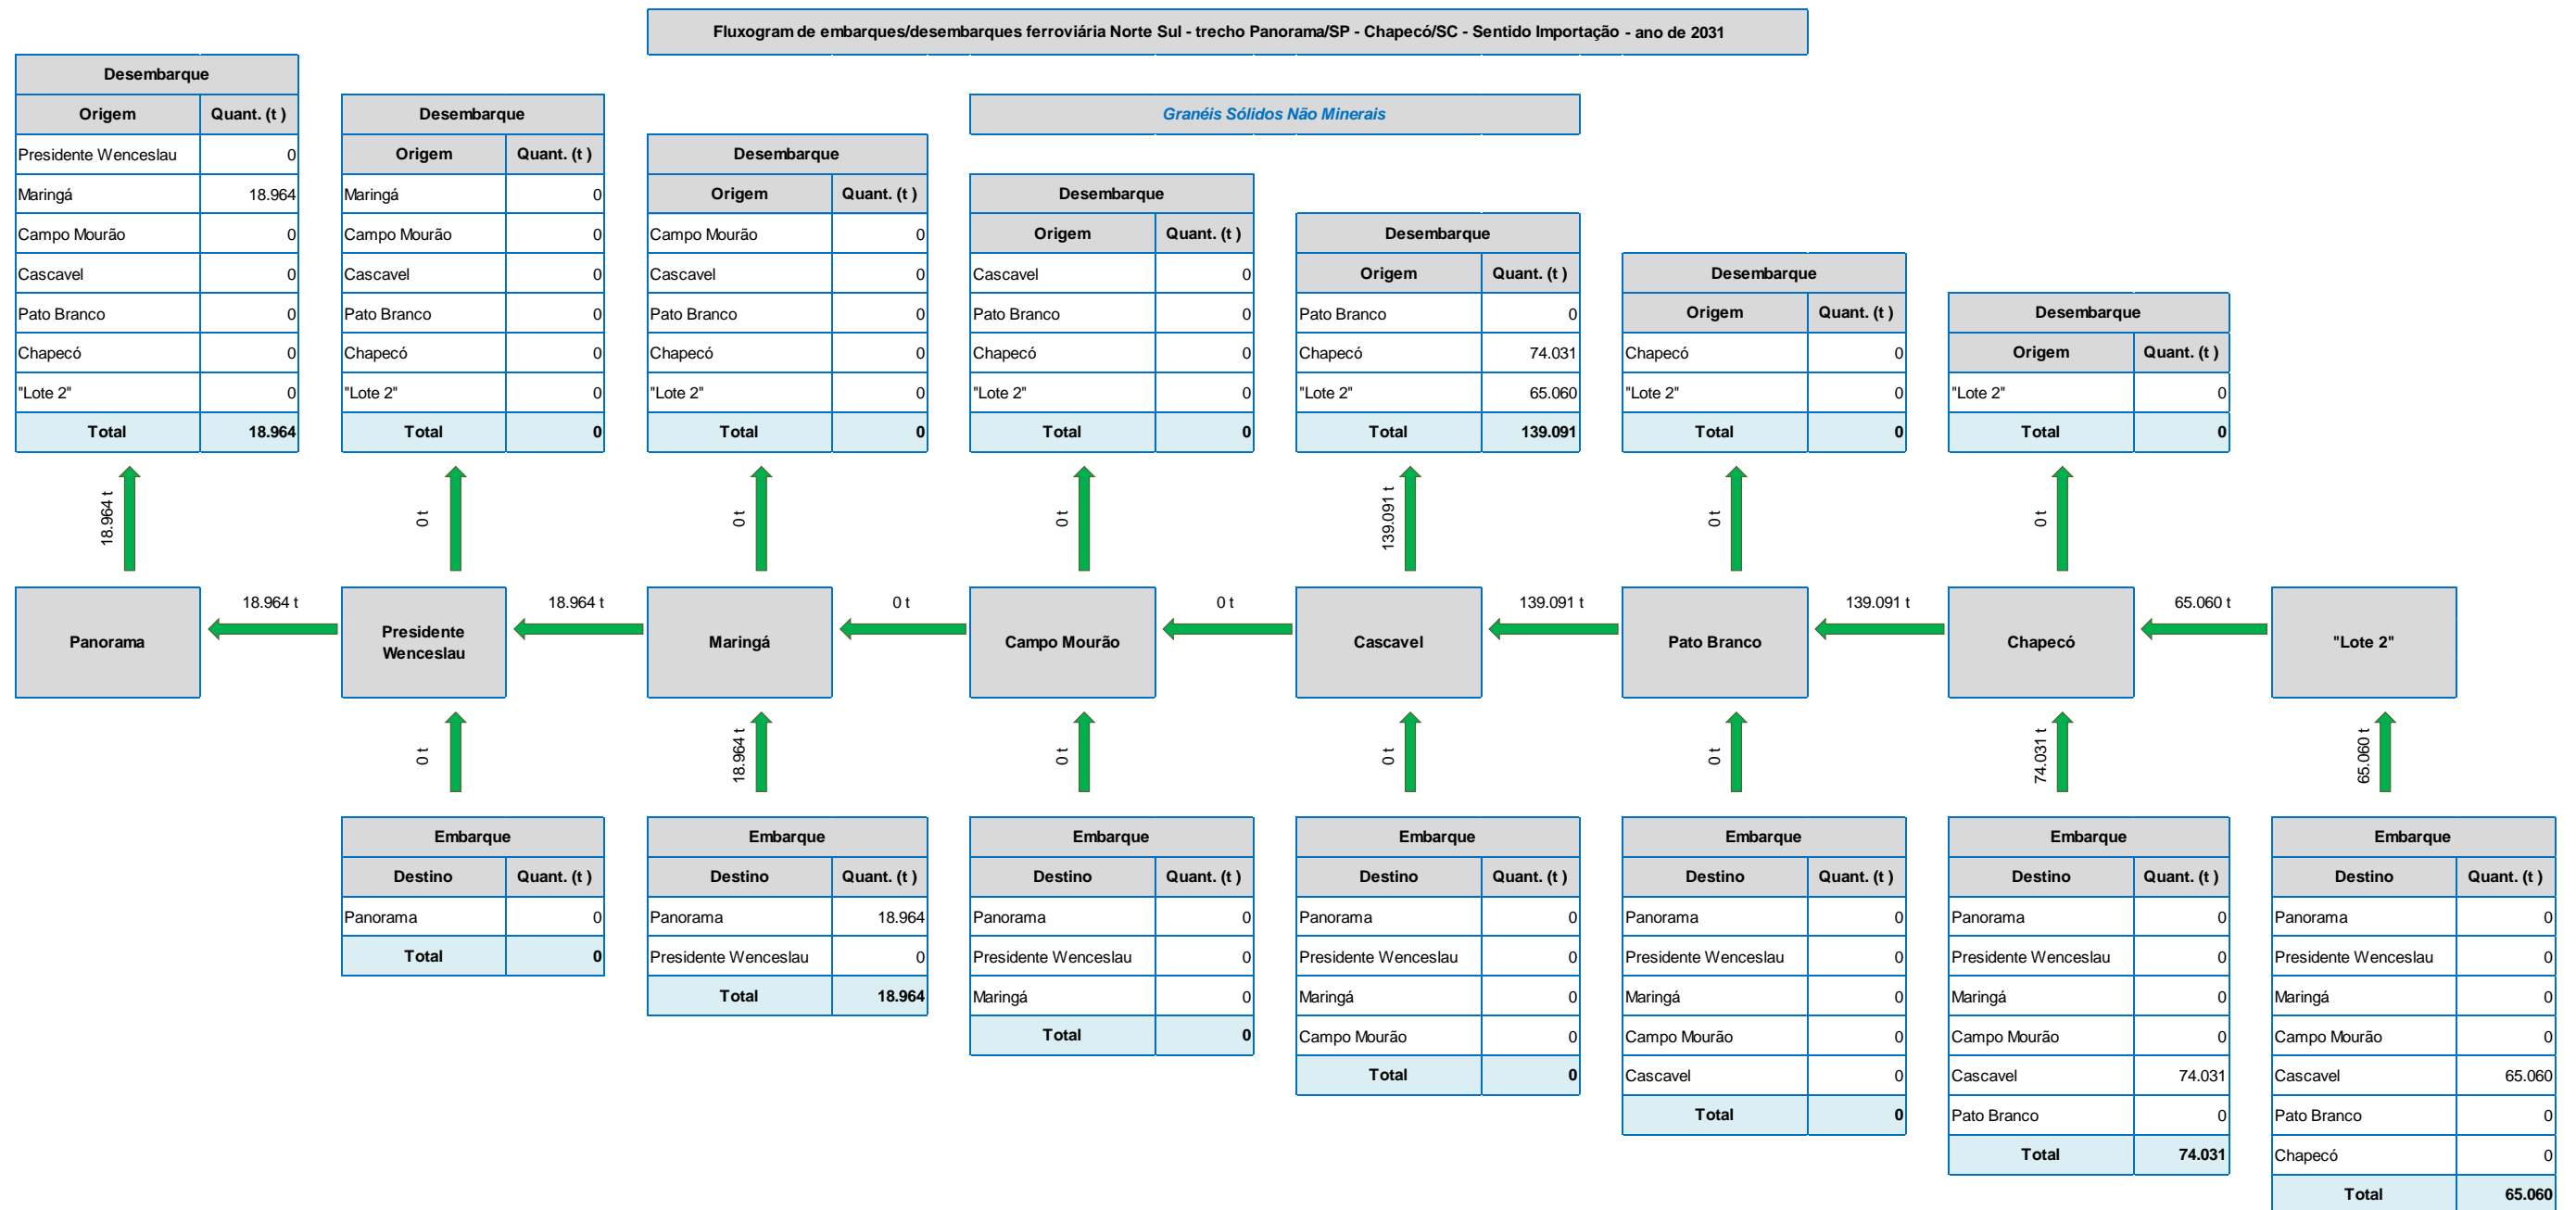 Fluxogram de embarques/desembarques ferroviária Norte Sul - trecho Panorama/SP - Chapecó/SC - Sentido Importação - ano de 2031
Granéis Sólidos Não Minerais
Desembarque
Origem Quant. (t )
Presidente Wenceslau 0
Maringá 18.964
Campo Mourão 0
Cascavel 0
Pato Branco 0
Chapecó 0
"Lote 2" 0
Total 18.964
Desembarque
Origem Quant. (t )
Maringá 0
Campo Mourão 0
Cascavel 0
Pato Branco 0
Chapecó 0
"Lote 2" 0
Total 0
Desembarque
Origem Quant. (t )
Campo Mourão 0
Cascavel 0
Pato Branco 0
Chapecó 0
"Lote 2" 0
Total 0
Desembarque
Origem Quant. (t )
Cascavel 0
Pato Branco 0
Chapecó 0
"Lote 2" 0
Total 0
Desembarque
Origem Quant. (t )
Pato Branco 0
Chapecó 74.031
"Lote 2" 65.060
Total 139.091
Desembarque
Origem Quant. (t )
Chapecó 0
"Lote 2" 0
Total 0
Desembarque
Origem Quant. (t )
"Lote 2" 0
Total 0
18.964 t
0 t
0 t
0 t
139.091 t
0 t
0 t
Panorama
18.964 t
Presidente
Wenceslau
18.964 t
Maringá
0 t
Campo Mourão
0 t
Cascavel
139.091 t
Pato Branco
139.091 t
Chapecó
65.060 t
"Lote 2"
0 t
18.964 t
0 t
0 t
0 t
74.031 t
65.060 t
Embarque
Destino Quant. (t )
Panorama 0
Total 0
Embarque
Destino Quant. (t )
Panorama 18.964
Presidente Wenceslau 0
Total 18.964
Embarque
Destino Quant. (t )
Panorama 0
Presidente Wenceslau 0
Maringá 0
Total 0
Embarque
Destino Quant. (t )
Panorama 0
Presidente Wenceslau 0
Maringá 0
Campo Mourão 0
Total 0
Embarque
Destino Quant. (t )
Panorama 0
Presidente Wenceslau 0
Maringá 0
Campo Mourão 0
Cascavel 0
Total 0
Embarque
Destino Quant. (t )
Panorama 0
Presidente Wenceslau 0
Maringá 0
Campo Mourão 0
Cascavel 74.031
Pato Branco 0
Total 74.031
Embarque
Destino Quant. (t )
Panorama 0
Presidente Wenceslau 0
Maringá 0
Campo Mourão 0
Cascavel 65.060
Pato Branco 0
Chapecó 0
Total 65.060